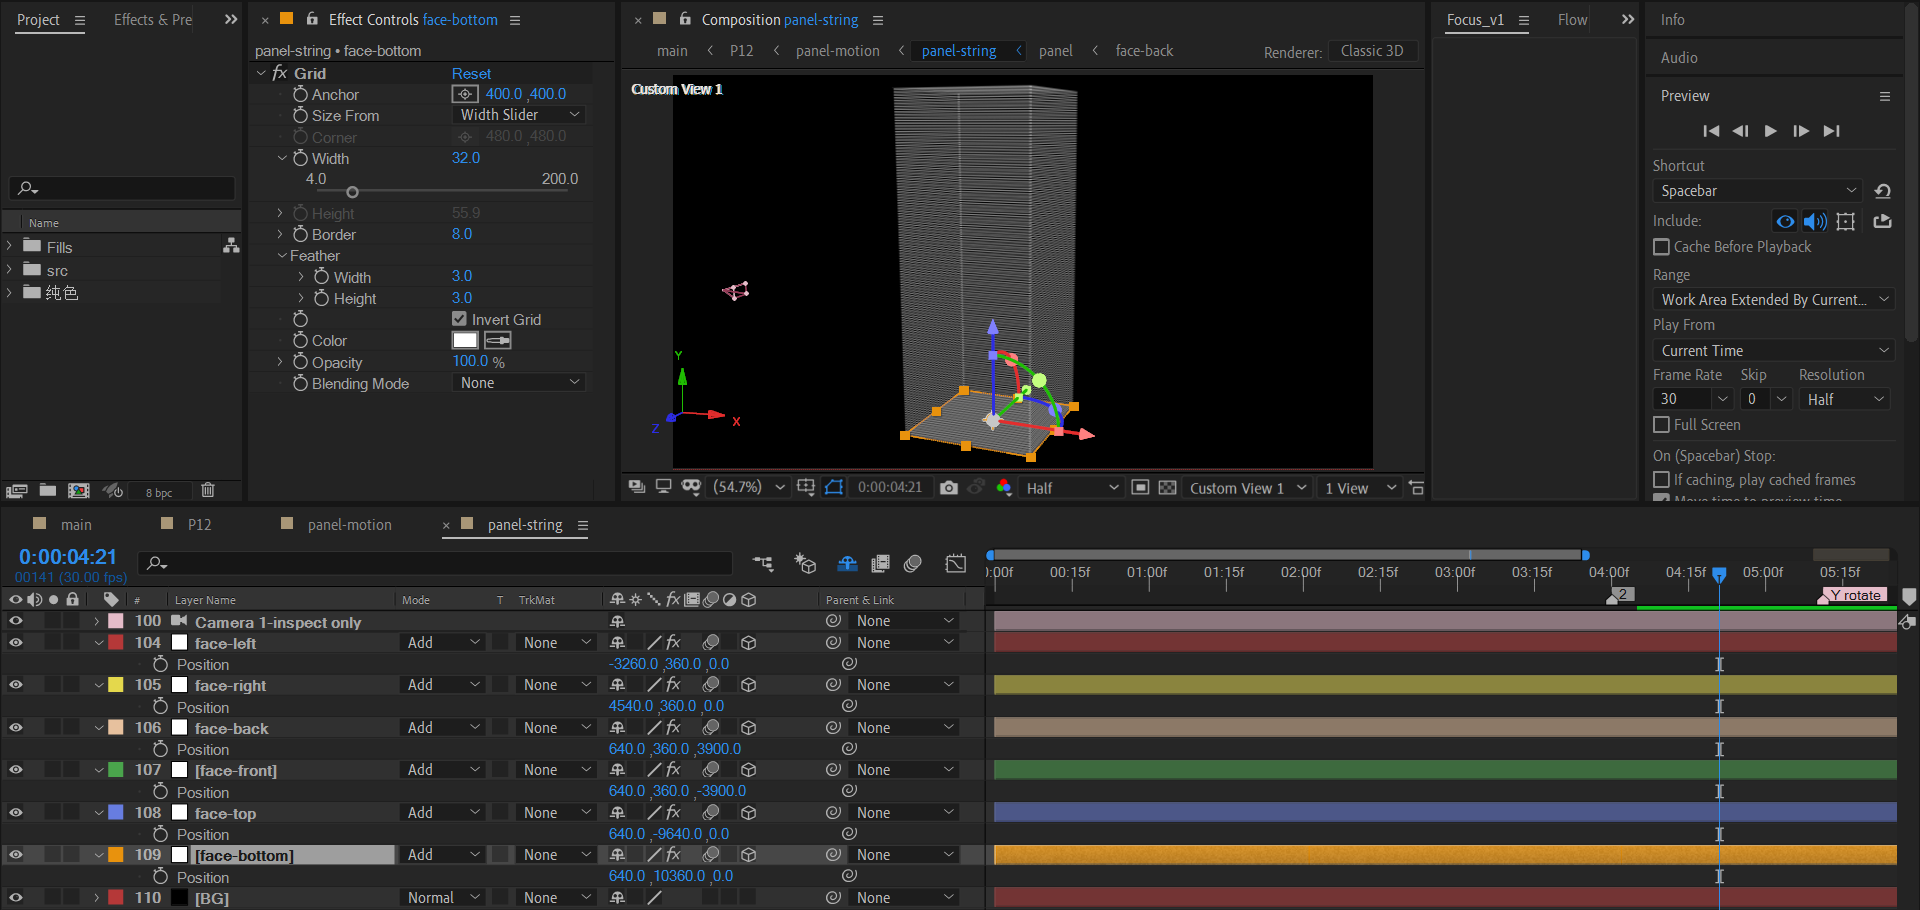 Project
Effects & Pre
Effect Controls face-bottom
Composition panel-string
Focus_v1
Flow
Info
panel-string • face-bottom
main
P12
panel-motion
panel-string
panel
face-back
Renderer:
Classic 3D
Audio
fx Grid
Reset
Custom View 1
Preview
Anchor
400.0 ,400.0
Size From
Width Slider
Corner
480.0 ,480.0
Width
32.0
4.0
200.0
Height
55.9
Border
8.0
Feather
Width
3.0
Height
3.0
Invert Grid
Color
Opacity
100.0 %
Blending Mode
None
Name
Fills
src
纯色
8 bpc
Y
X
Z
(54.7%)
0:00:04:21
Half
Custom View 1
1 View
Shortcut
Spacebar
Include:
Cache Before Playback
Range
Work Area Extended By Current...
Play From
Current Time
Frame Rate
Skip
Resolution
30
0
Half
Full Screen
On (Spacebar) Stop:
If caching, play cached frames
Move time to preview time
main
P12
panel-motion
panel-string
0:00:04:21
00141 (30.00 fps)
):00f
00:15f
01:00f
01:15f
02:00f
02:15f
03:00f
03:15f
04:00f
04:15f
05:00f
05:15f
2
Y rotate
#
Layer Name
Mode
T
TrkMat
fx
Parent & Link
100 Camera 1-inspect only
None
104 face-left
Add
None
fx
None
Position
-3260.0 ,360.0 ,0.0
105 face-right
Add
None
fx
None
Position
4540.0 ,360.0 ,0.0
106 face-back
Add
None
fx
None
Position
640.0 ,360.0 ,3900.0
107 [face-front]
Add
None
fx
None
Position
640.0 ,360.0 ,-3900.0
108 face-top
Add
None
fx
None
Position
640.0 ,-9640.0 ,0.0
109 [face-bottom]
Add
None
fx
None
Position
640.0 ,10360.0 ,0.0
110 [BG]
Normal
None
None